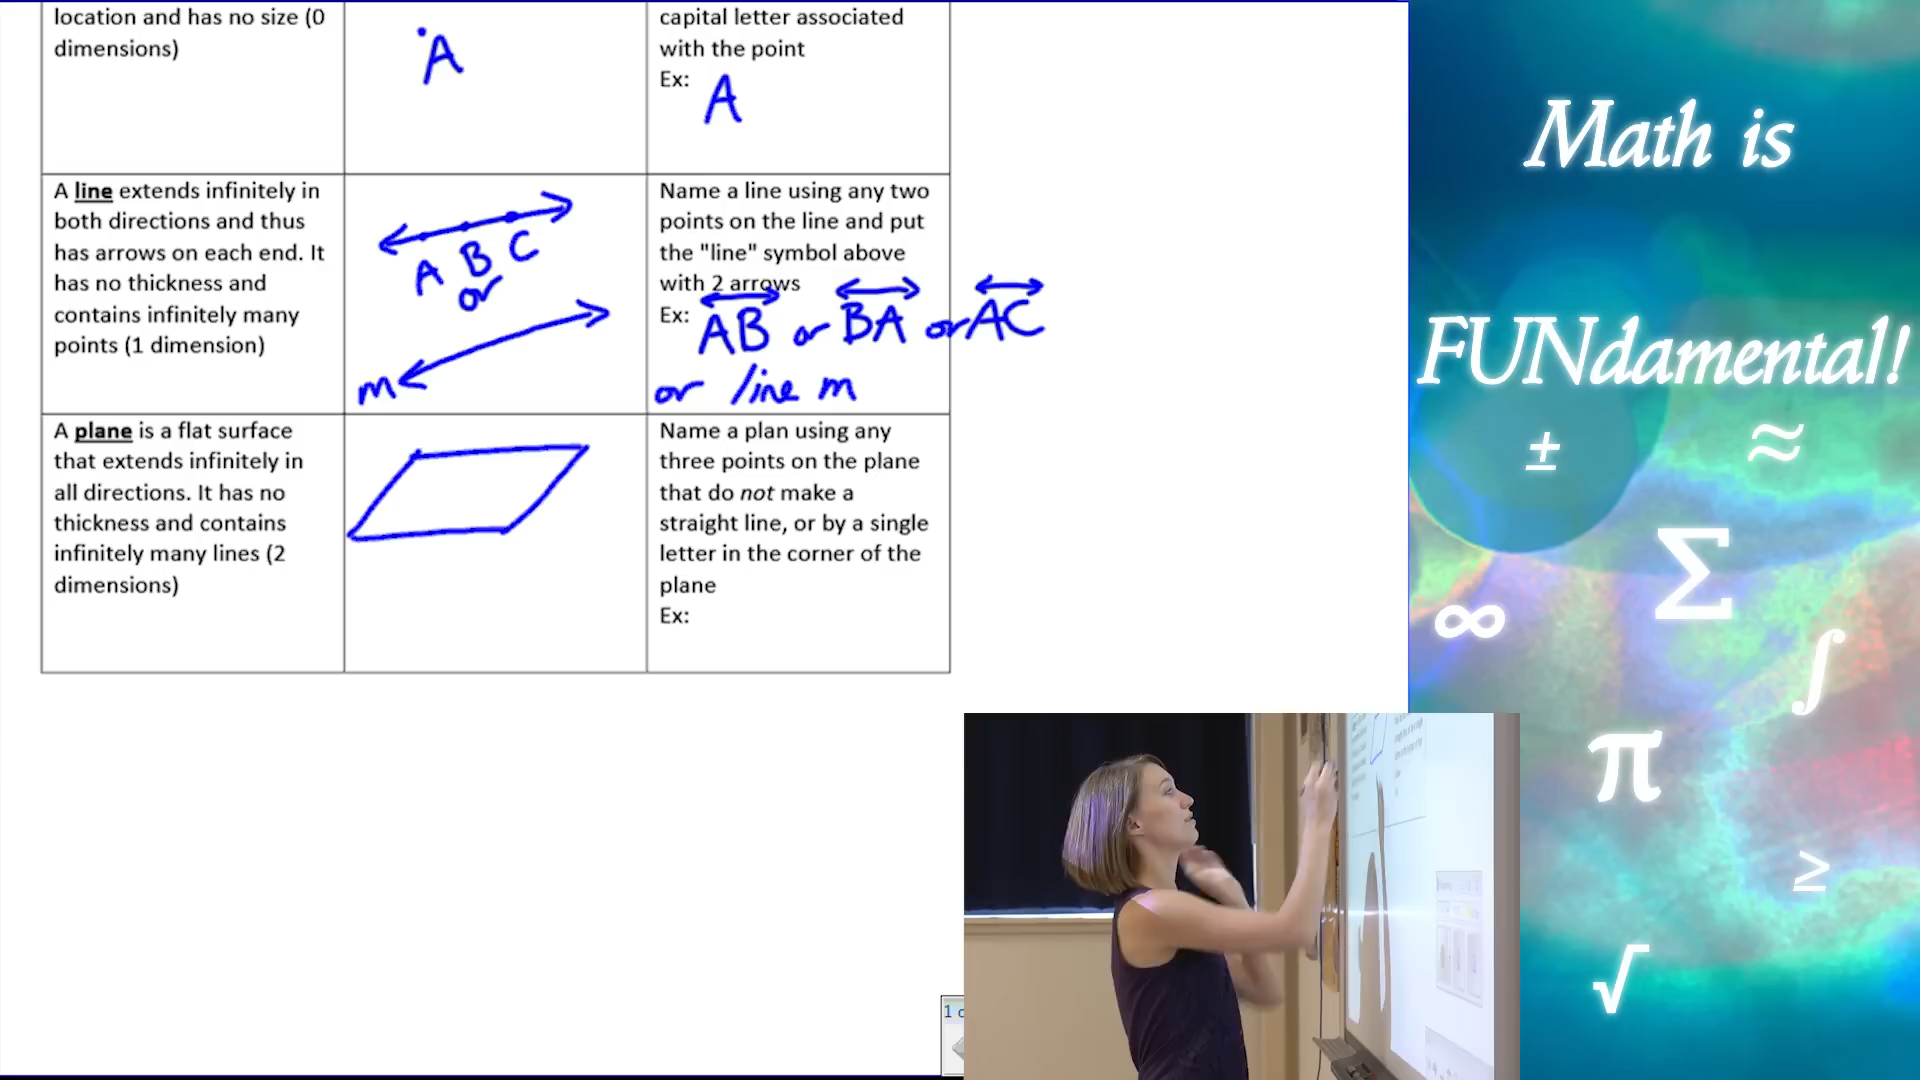 location and has no size (0
dimensions)
A
capital letter associated
with the point
Ex:
A
A line extends infinitely in
both directions and thus
has arrows on each end. It
has no thickness and
contains infinitely many
points (1 dimension)
A B C
or
m
Name a line using any two
points on the line and put
the "line" symbol above
with 2 arrows
Ex: AB or BA or AC
or line m
A plane is a flat surface
that extends infinitely in
all directions. It has no
thickness and contains
infinitely many lines (2
dimensions)
Name a plan using any
three points on the plane
that do not make a
straight line, or by a single
letter in the corner of the
plane
Ex:
Math is
FUNdamental!
± ≈
Σ
∞
∫
π
≥
√